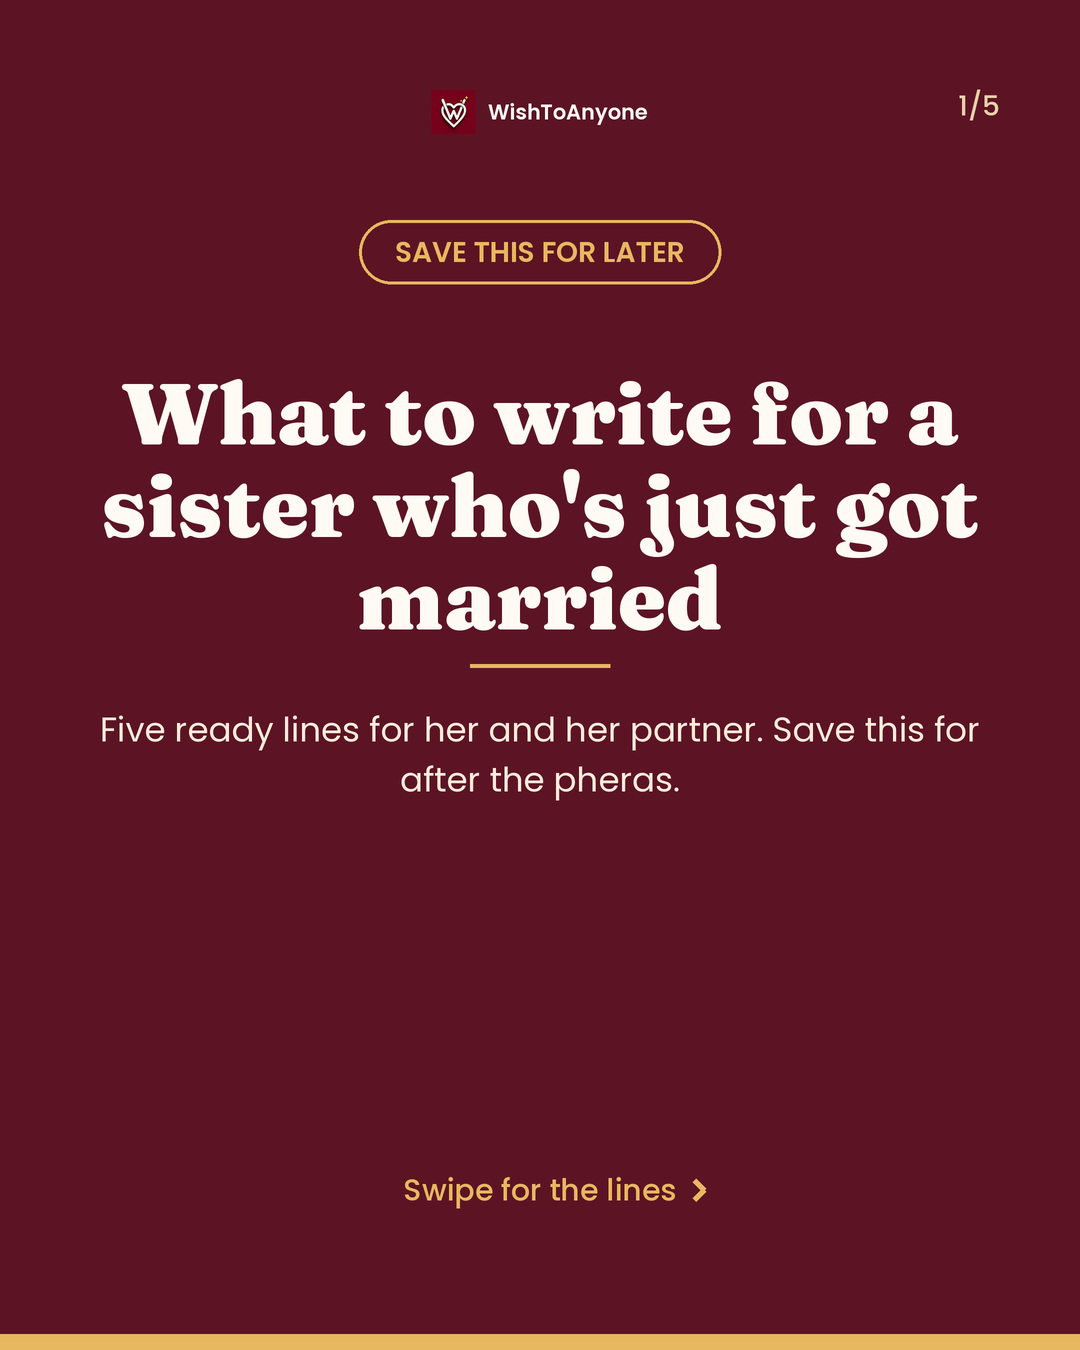 WishToAnyone
1/5
SAVE THIS FOR LATER
What to write for a
sister who's just got
married
Five ready lines for her and her partner. Save this for
after the pheras.
Swipe for the lines